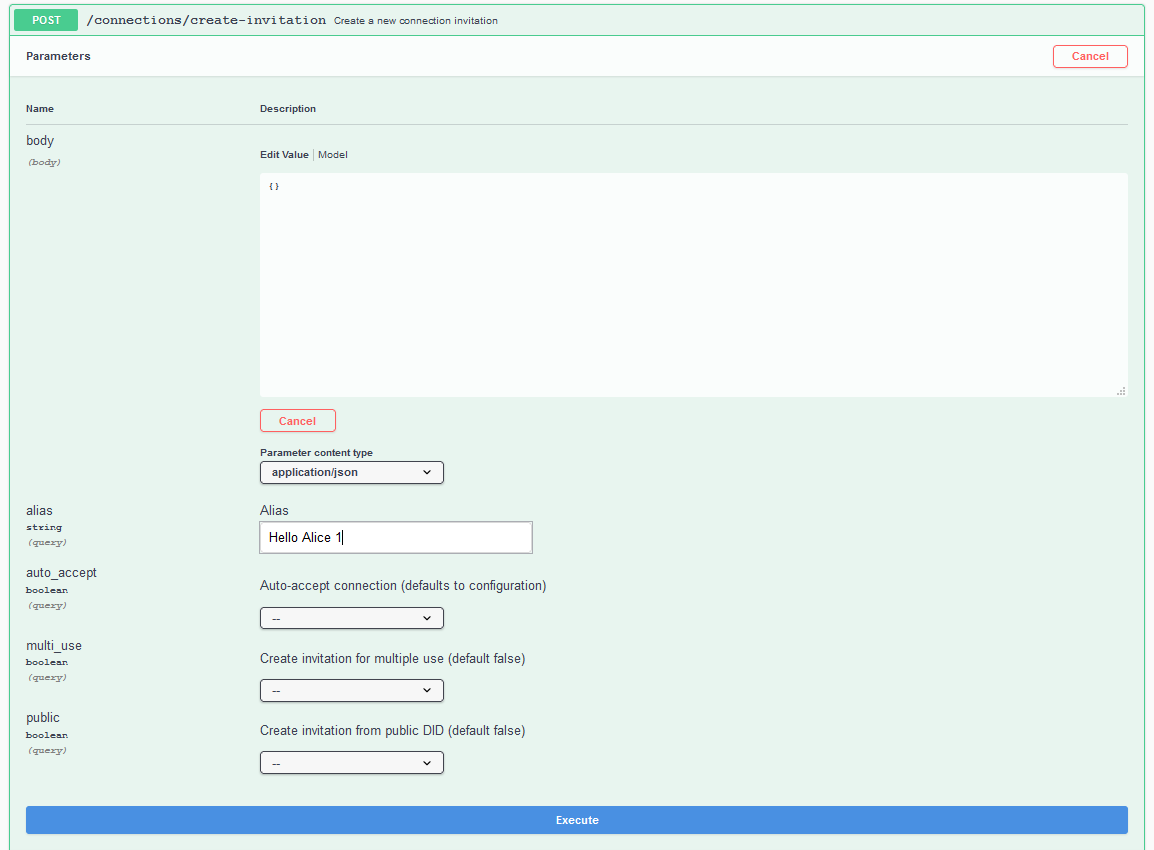 POST /connections/create-invitation Create a new connection invitation
Parameters Cancel
Name Description
body
(body)
Edit Value Model
{}
Cancel
Parameter content type
application/json
alias
string
(query)
Alias
Hello Alice 1
auto_accept
boolean
(query)
Auto-accept connection (defaults to configuration)
--
multi_use
boolean
(query)
Create invitation for multiple use (default false)
--
public
boolean
(query)
Create invitation from public DID (default false)
--
Execute